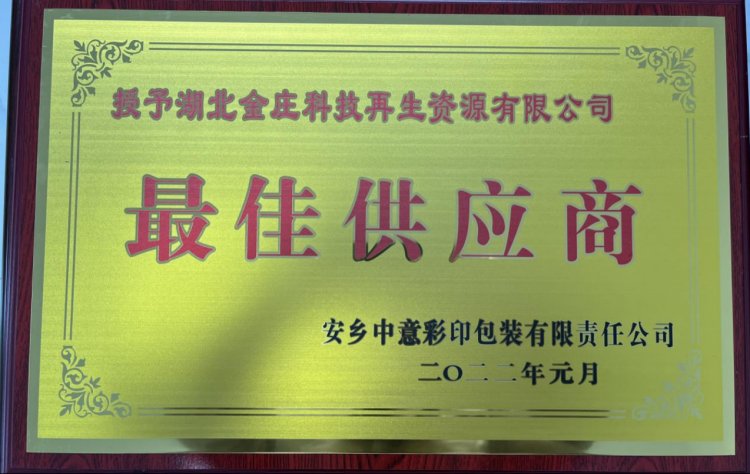 授予湖北金庄科技再生资源有限公司
最佳供应商
安乡中意彩印包装有限责任公司
二〇二二年元月